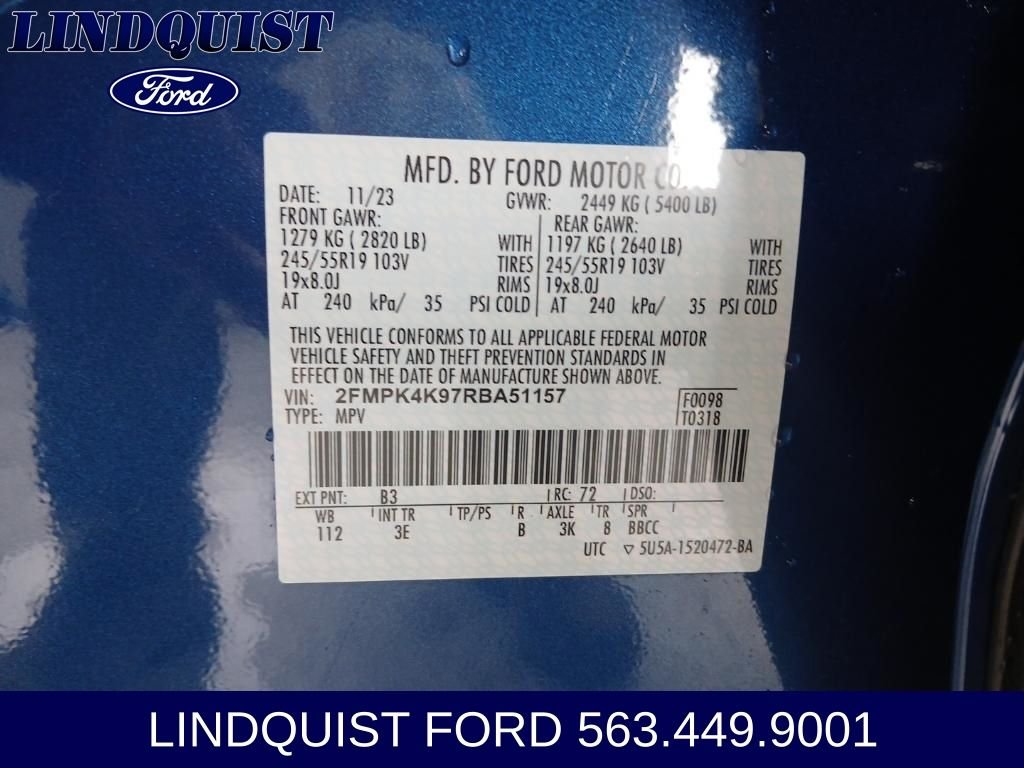 LINDQUIST
Ford
MFD. BY FORD MOTOR
DATE: 11/23 GVWR: 2449 KG ( 5400 LB)
FRONT GAWR: REAR GAWR:
1279 KG ( 2820 LB) WITH 1197 KG ( 2640 LB) WITH
245/55R19 103V TIRES 245/55R19 103V TIRES
19x8.0J RIMS 19x8.0J RIMS
AT 240 kPa/ 35 PSI COLD AT 240 kPa/ 35 PSI COLD
THIS VEHICLE CONFORMS TO ALL APPLICABLE FEDERAL MOTOR
VEHICLE SAFETY AND THEFT PREVENTION STANDARDS IN
EFFECT ON THE DATE OF MANUFACTURE SHOWN ABOVE.
VIN: 2FMPK4K97RBA51157 F0098
TYPE: MPV T0318
EXT PNT: B3 RC: 72 DSO:
WB INT TR TP/PS R AXLE TR SPR
112 3E B 3K 8 BBCC
UTC ▽ 5U5A-1520472-BA
LINDQUIST FORD 563.449.9001